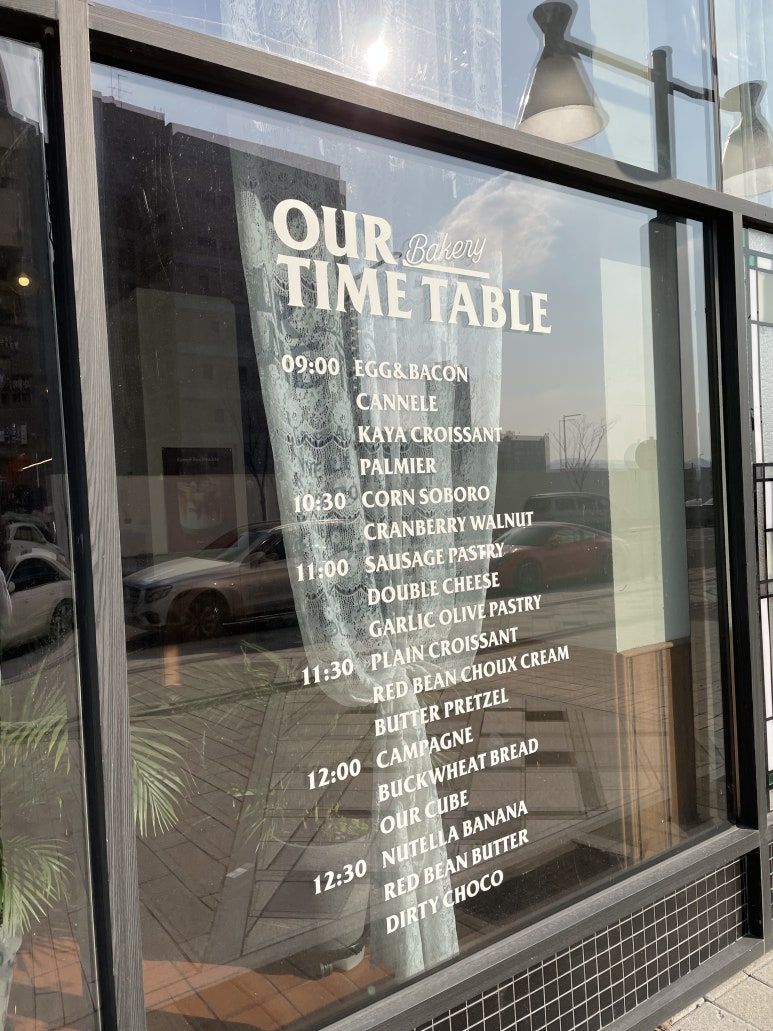 OUR Bakery
TIME TABLE
09:00 EGG&BACON
CANNELE
KAYA CROISSANT
PALMIER
10:30 CORN SOBORO
CRANBERRY WALNUT
11:00 SAUSAGE PASTRY
DOUBLE CHEESE
GARLIC OLIVE PASTRY
11:30 PLAIN CROISSANT
RED BEAN CHOUX CREAM
BUTTER PRETZEL
12:00 CAMPAGNE
BUCKWHEAT BREAD
OUR CUBE
12:30 NUTELLA BANANA
RED BEAN BUTTER
DIRTY CHOCO